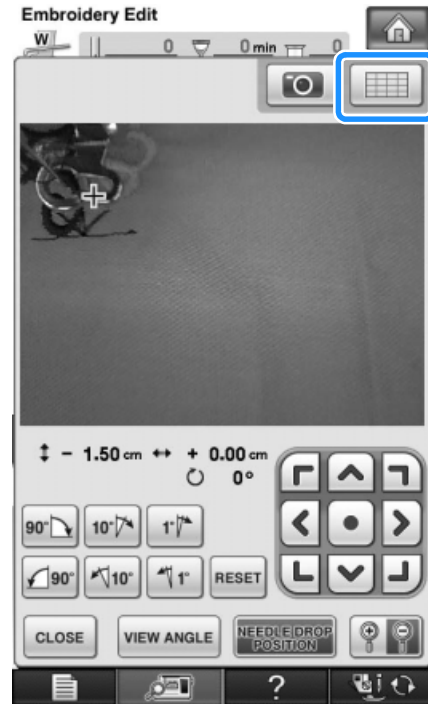 Embroidery Edit
W
0 0 min 0
- 1.50 cm + 0.00 cm
0°
90° 10° 1°
90° 10° 1° RESET
CLOSE VIEW ANGLE NEEDLE DROP
POSITION
?